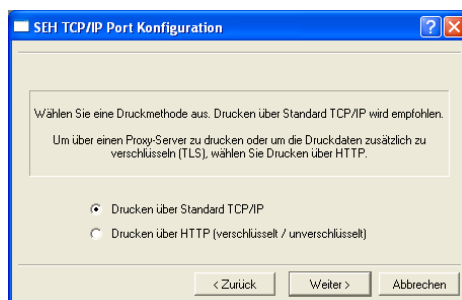 SEH TCP/IP Port Konfiguration
Wählen Sie eine Druckmethode aus. Drucken über Standard TCP/IP wird empfohlen.
Um über einen Proxy-Server zu drucken oder um die Druckdaten zusätzlich zu
verschlüsseln (TLS), wählen Sie Drucken über HTTP.
Drucken über Standard TCP/IP
Drucken über HTTP (verschlüsselt / unverschlüsselt)
< Zurück Weiter > Abbrechen